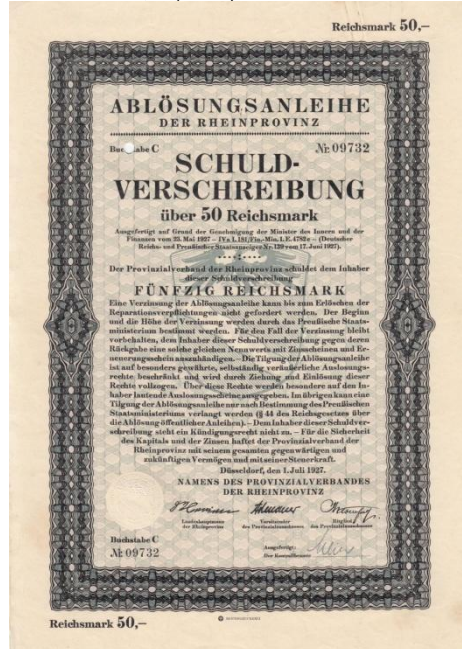 Reichsmark 50,–
ABLÖSUNGSANLEIHE
DER RHEINPROVINZ
Buchstabe C № 09732
SCHULD-
VERSCHREIBUNG
über 50 Reichsmark
Ausgefertigt auf Grund der Genehmigung der Minister des Innern und der
Finanzen vom 25. Mai 1927 – IVa I. 181/Fin.-Min. I. E. 4782c – (Deutscher
Reichs- und Preußischer Staatsanzeiger Nr. 139 vom 17. Juni 1927).
Der Provinzialverband der Rheinprovinz schuldet dem Inhaber
dieser Schuldverschreibung
FÜNFZIG REICHSMARK
Eine Verzinsung der Ablösungsanleihe kann bis zum Erlöschen der
Reparationsverpflichtungen nicht gefordert werden. Der Beginn
und die Höhe der Verzinsung werden durch das Preußische Staats-
ministerium bestimmt werden. Für den Fall der Verzinsung bleibt
vorbehalten, dem Inhaber dieser Schuldverschreibung gegen deren
Rückgabe eine solche gleichen Nennwerts mit Zinsscheinen und Er-
neuerungsschein auszuhändigen. – Die Tilgung der Ablösungsanleihe
ist auf besonders gewährte, selbständig veräußerliche Auslosungs-
rechte beschränkt und wird durch Ziehung und Einlösung dieser
Rechte vollzogen. Über diese Rechte werden besondere auf den In-
haber lautende Auslosungsscheine ausgegeben. Im übrigen kann eine
Tilgung der Ablösungsanleihe nur nach Bestimmung des Preußischen
Staatsministeriums verlangt werden (§ 44 des Reichsgesetzes über
die Ablösung öffentlicher Anleihen). – Dem Inhaber dieser Schuldver-
schreibung steht ein Kündigungsrecht nicht zu. – Für die Sicherheit
des Kapitals und der Zinsen haftet der Provinzialverband der
Rheinprovinz mit seinem gesamten gegenwärtigen und
zukünftigen Vermögen und mit seiner Steuerkraft.
Düsseldorf, den 1. Juli 1927.
NAMENS DES PROVINZIALVERBANDES
DER RHEINPROVINZ
Landeshauptmann Vorsitzender Mitglied
der Rheinprovinz des Provinzialausschusses des Provinzialausschusses
Buchstabe C
№ 09732
Ausgefertigt:
Der Kontrollbeamte
Reichsmark 50,–